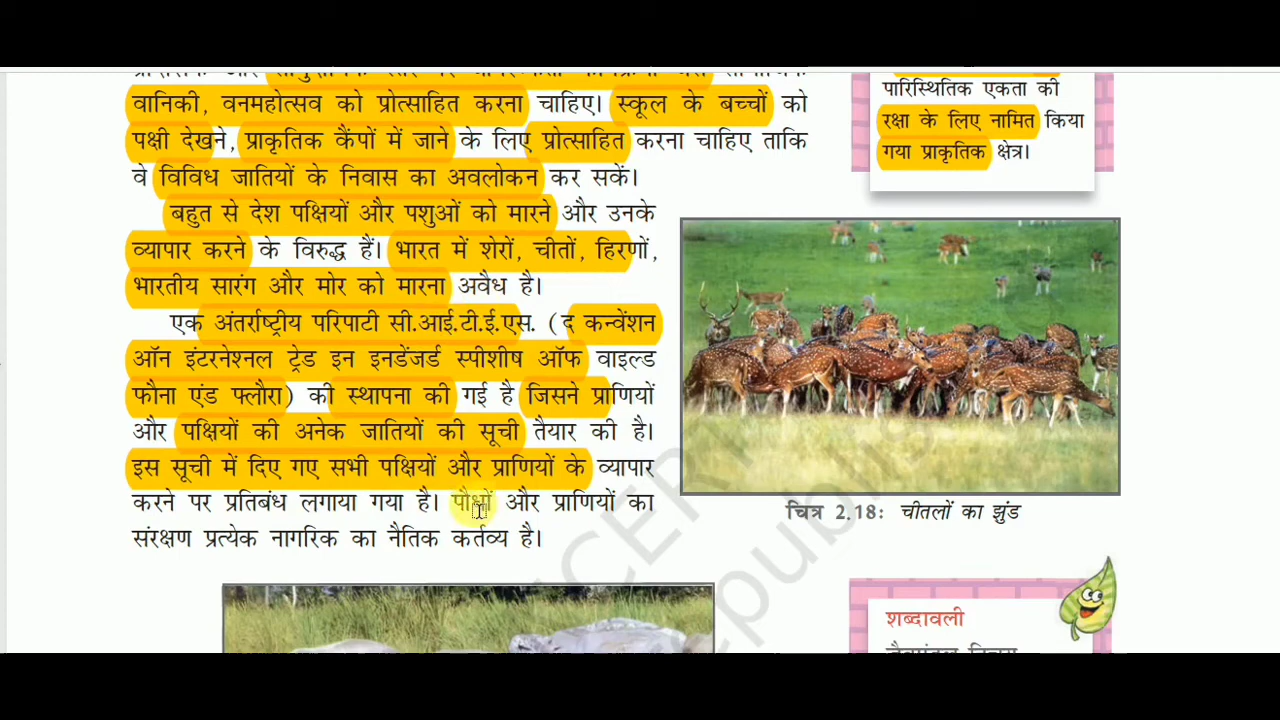 वानिकी, वनमहोत्सव को प्रोत्साहित करना चाहिए। स्कूल के बच्चों को
पक्षी देखने, प्राकृतिक कैंपों में जाने के लिए प्रोत्साहित करना चाहिए ताकि
वे विविध जातियों के निवास का अवलोकन कर सकें।
बहुत से देश पक्षियों और पशुओं को मारने और उनके
व्यापार करने के विरुद्ध हैं। भारत में शेरों, चीतों, हिरणों,
भारतीय सारंग और मोर को मारना अवैध है।
एक अंतर्राष्ट्रीय परिपाटी सी.आई.टी.ई.एस. (द कन्वेंशन
ऑन इंटरनेश्नल ट्रेड इन इनडेंजर्ड स्पीशीष ऑफ वाइल्ड
फौना एंड फ्लौरा) की स्थापना की गई है जिसने प्राणियों
और पक्षियों की अनेक जातियों की सूची तैयार की है।
इस सूची में दिए गए सभी पक्षियों और प्राणियों के व्यापार
करने पर प्रतिबंध लगाया गया है। पौधों और प्राणियों का
संरक्षण प्रत्येक नागरिक का नैतिक कर्तव्य है।
पारिस्थितिक एकता की
रक्षा के लिए नामित किया
गया प्राकृतिक क्षेत्र।
चित्र 2.18: चीतलों का झुंड
शब्दावली